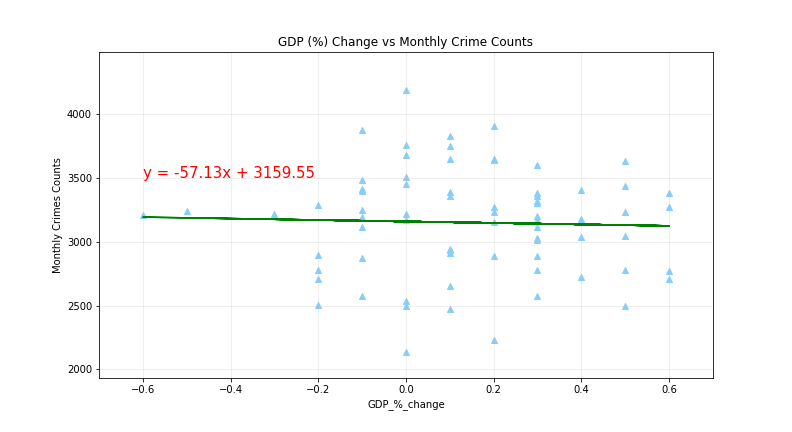 GDP (%) Change vs Monthly Crime Counts
4000
3500
3000
2500
2000
Monthly Crimes Counts
y = -57.13x + 3159.55
−0.6 −0.4 −0.2 0.0 0.2 0.4 0.6
GDP_%_change